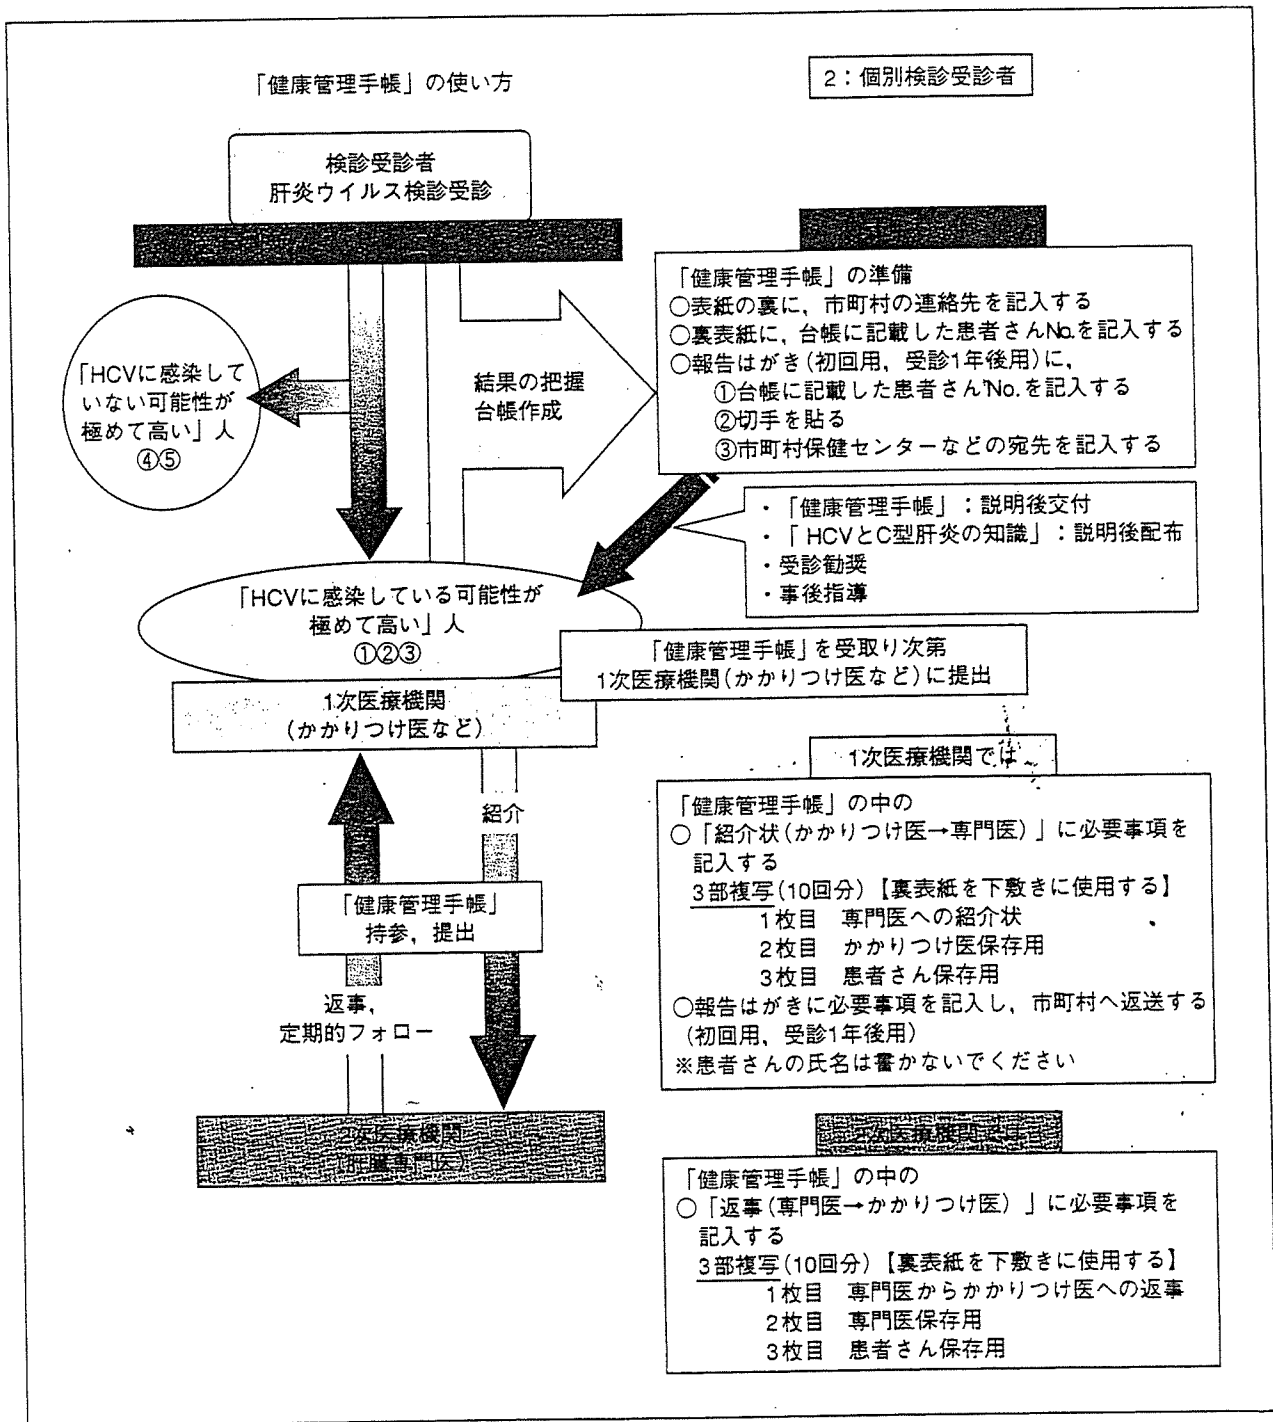 「健康管理手帳」の使い方
2：個別検診受診者
検診受診者
肝炎ウイルス検診受診
「HCVに感染して
いない可能性が
極めて高い」人
④⑤
結果の把握
台帳作成
「健康管理手帳」の準備
○表紙の裏に，市町村の連絡先を記入する
○裏表紙に，台帳に記載した患者さんNo.を記入する
○報告はがき(初回用，受診1年後用)に，
①台帳に記載した患者さんNo.を記入する
②切手を貼る
③市町村保健センターなどの宛先を記入する
・「健康管理手帳」：説明後交付
・「HCVとC型肝炎の知識」：説明後配布
・受診勧奨
・事後指導
「HCVに感染している可能性が
極めて高い」人
①②③
「健康管理手帳」を受取り次第
1次医療機関(かかりつけ医など)に提出
1次医療機関
(かかりつけ医など)
紹介
「健康管理手帳」
持参，提出
返事，
定期的フォロー
2次医療機関
(肝臓専門医)
1次医療機関では
「健康管理手帳」の中の
○「紹介状(かかりつけ医→専門医)」に必要事項を
記入する
3部複写(10回分)【裏表紙を下敷きに使用する】
1枚目　専門医への紹介状
2枚目　かかりつけ医保存用
3枚目　患者さん保存用
○報告はがきに必要事項を記入し，市町村へ返送する
(初回用，受診1年後用)
※患者さんの氏名は書かないでください
2次医療機関では
「健康管理手帳」の中の
○「返事(専門医→かかりつけ医)」に必要事項を
記入する
3部複写(10回分)【裏表紙を下敷きに使用する】
1枚目　専門医からかかりつけ医への返事
2枚目　専門医保存用
3枚目　患者さん保存用